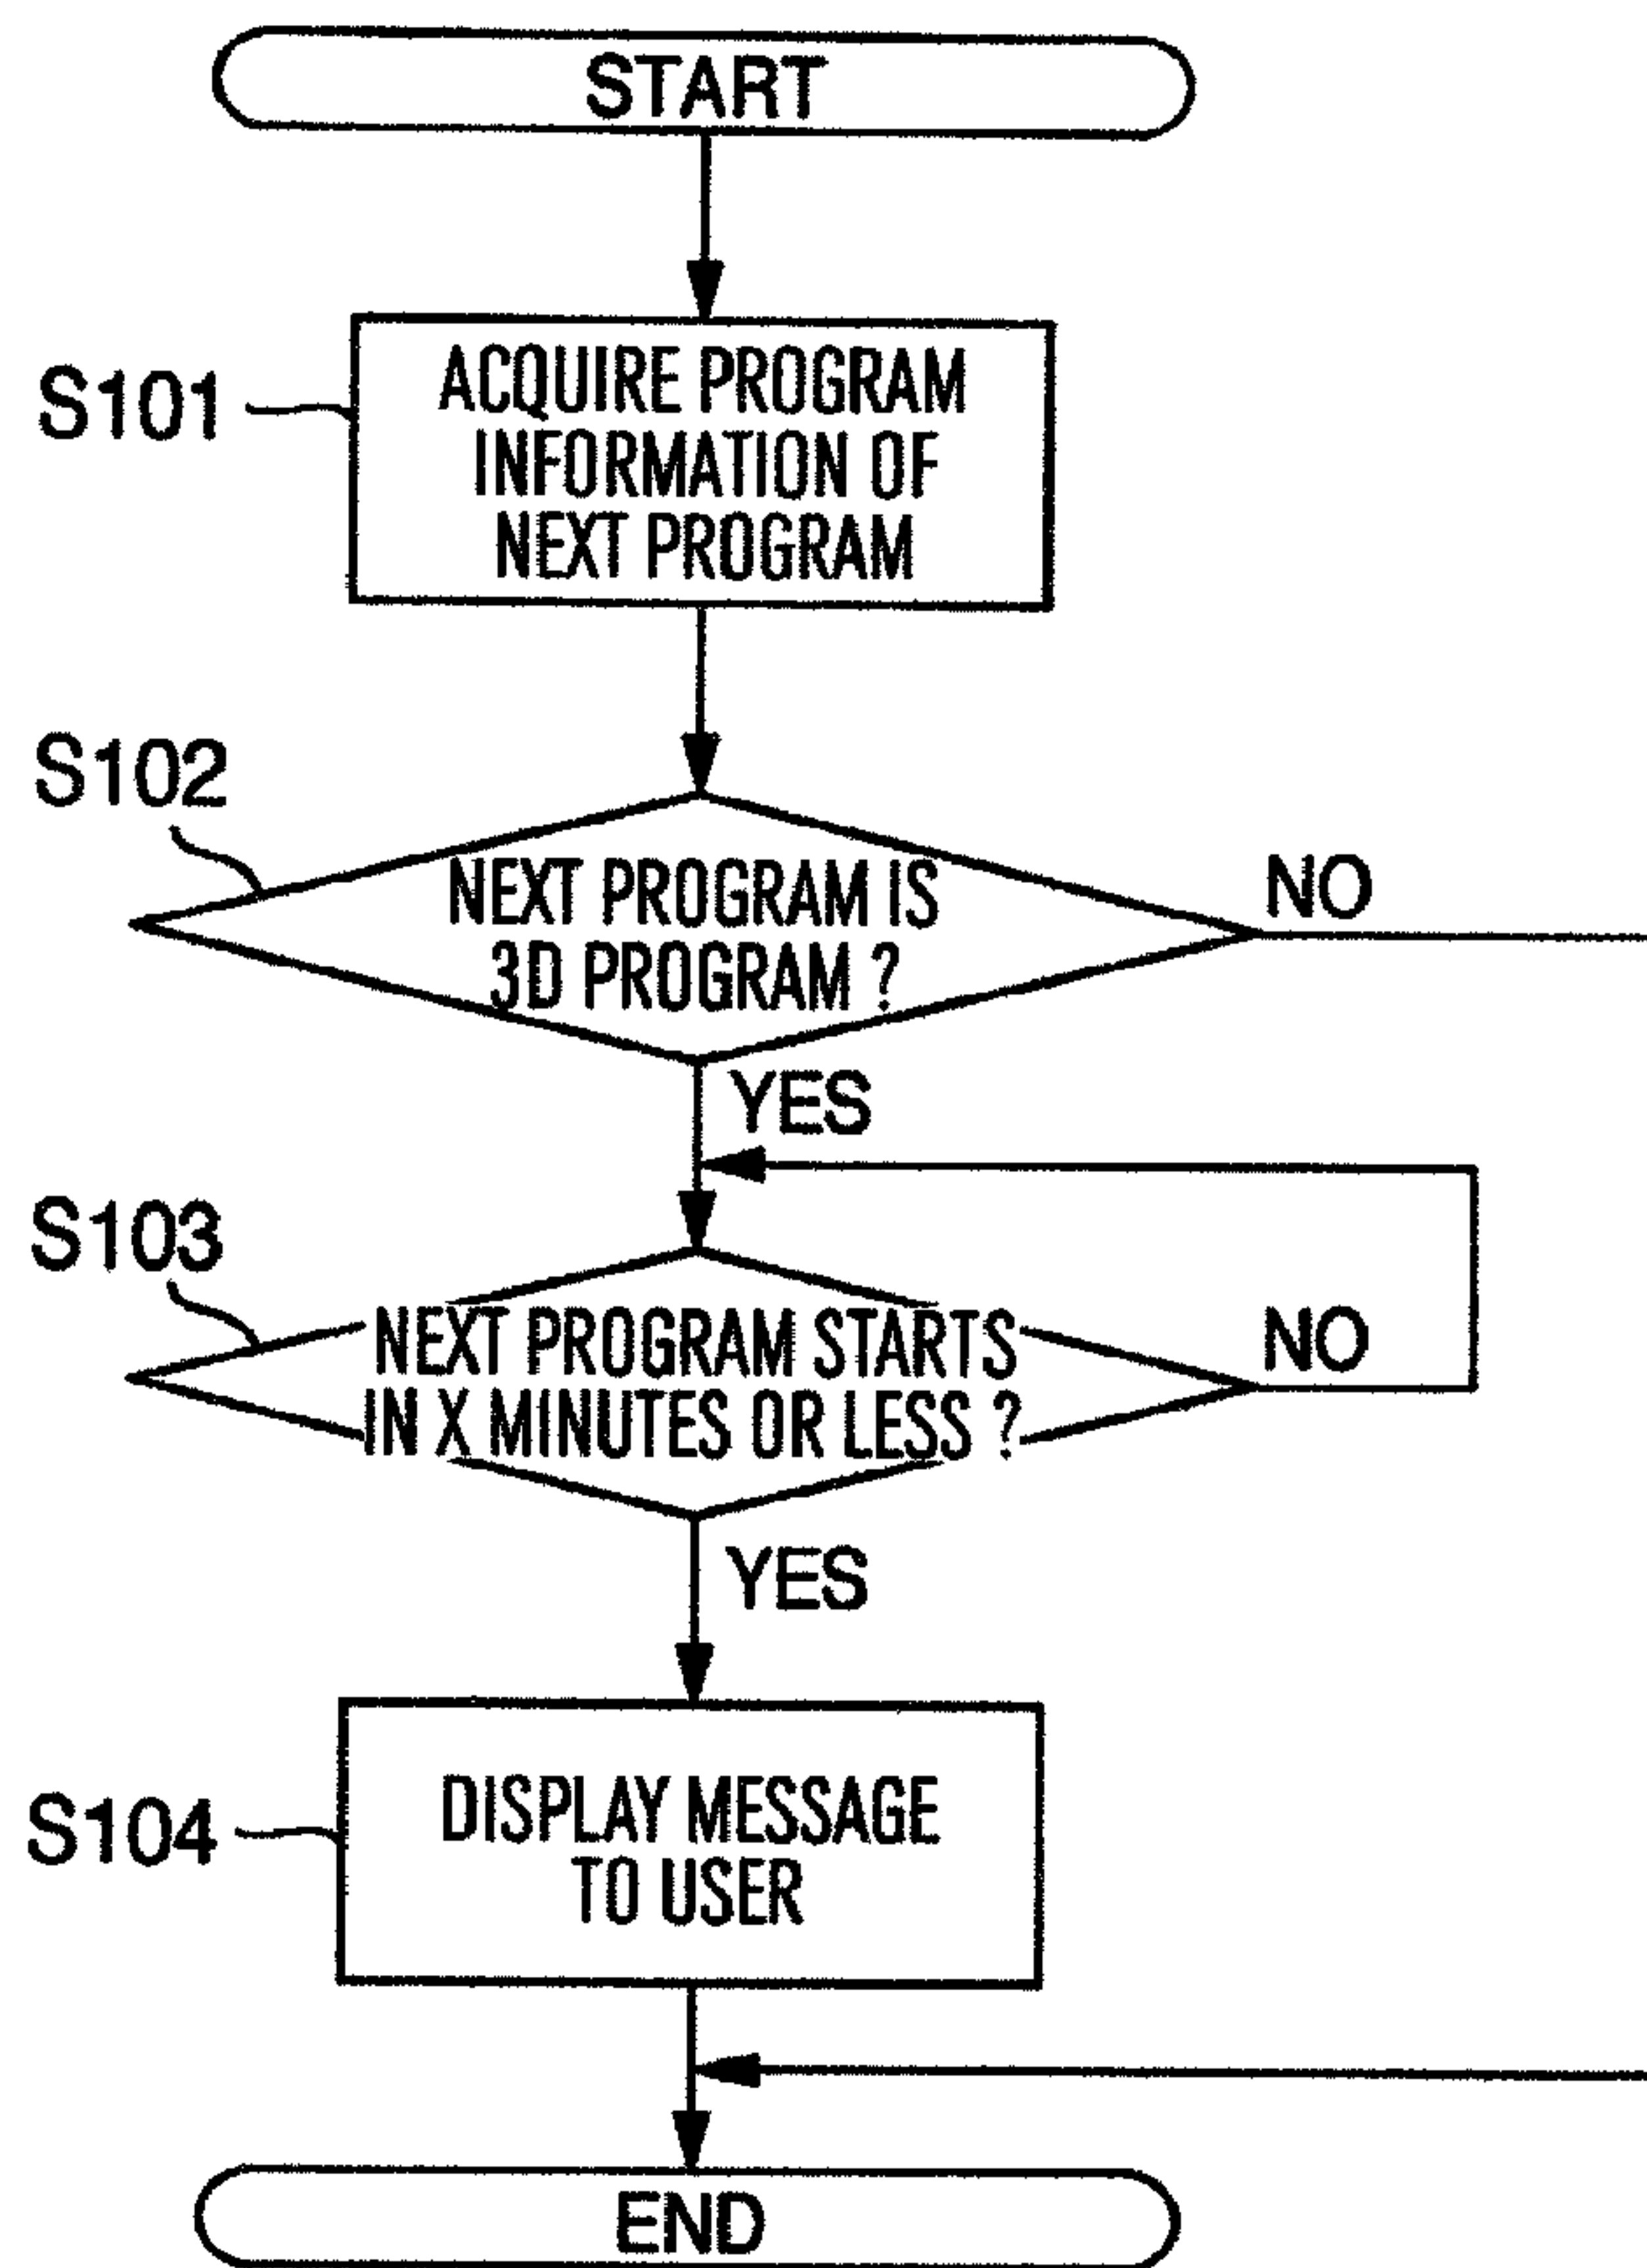 START
S101
ACQUIRE PROGRAM
INFORMATION OF
NEXT PROGRAM
S102
NEXT PROGRAM IS
3D PROGRAM ?
NO
YES
S103
NEXT PROGRAM STARTS
IN X MINUTES OR LESS ?
NO
YES
S104
DISPLAY MESSAGE
TO USER
END